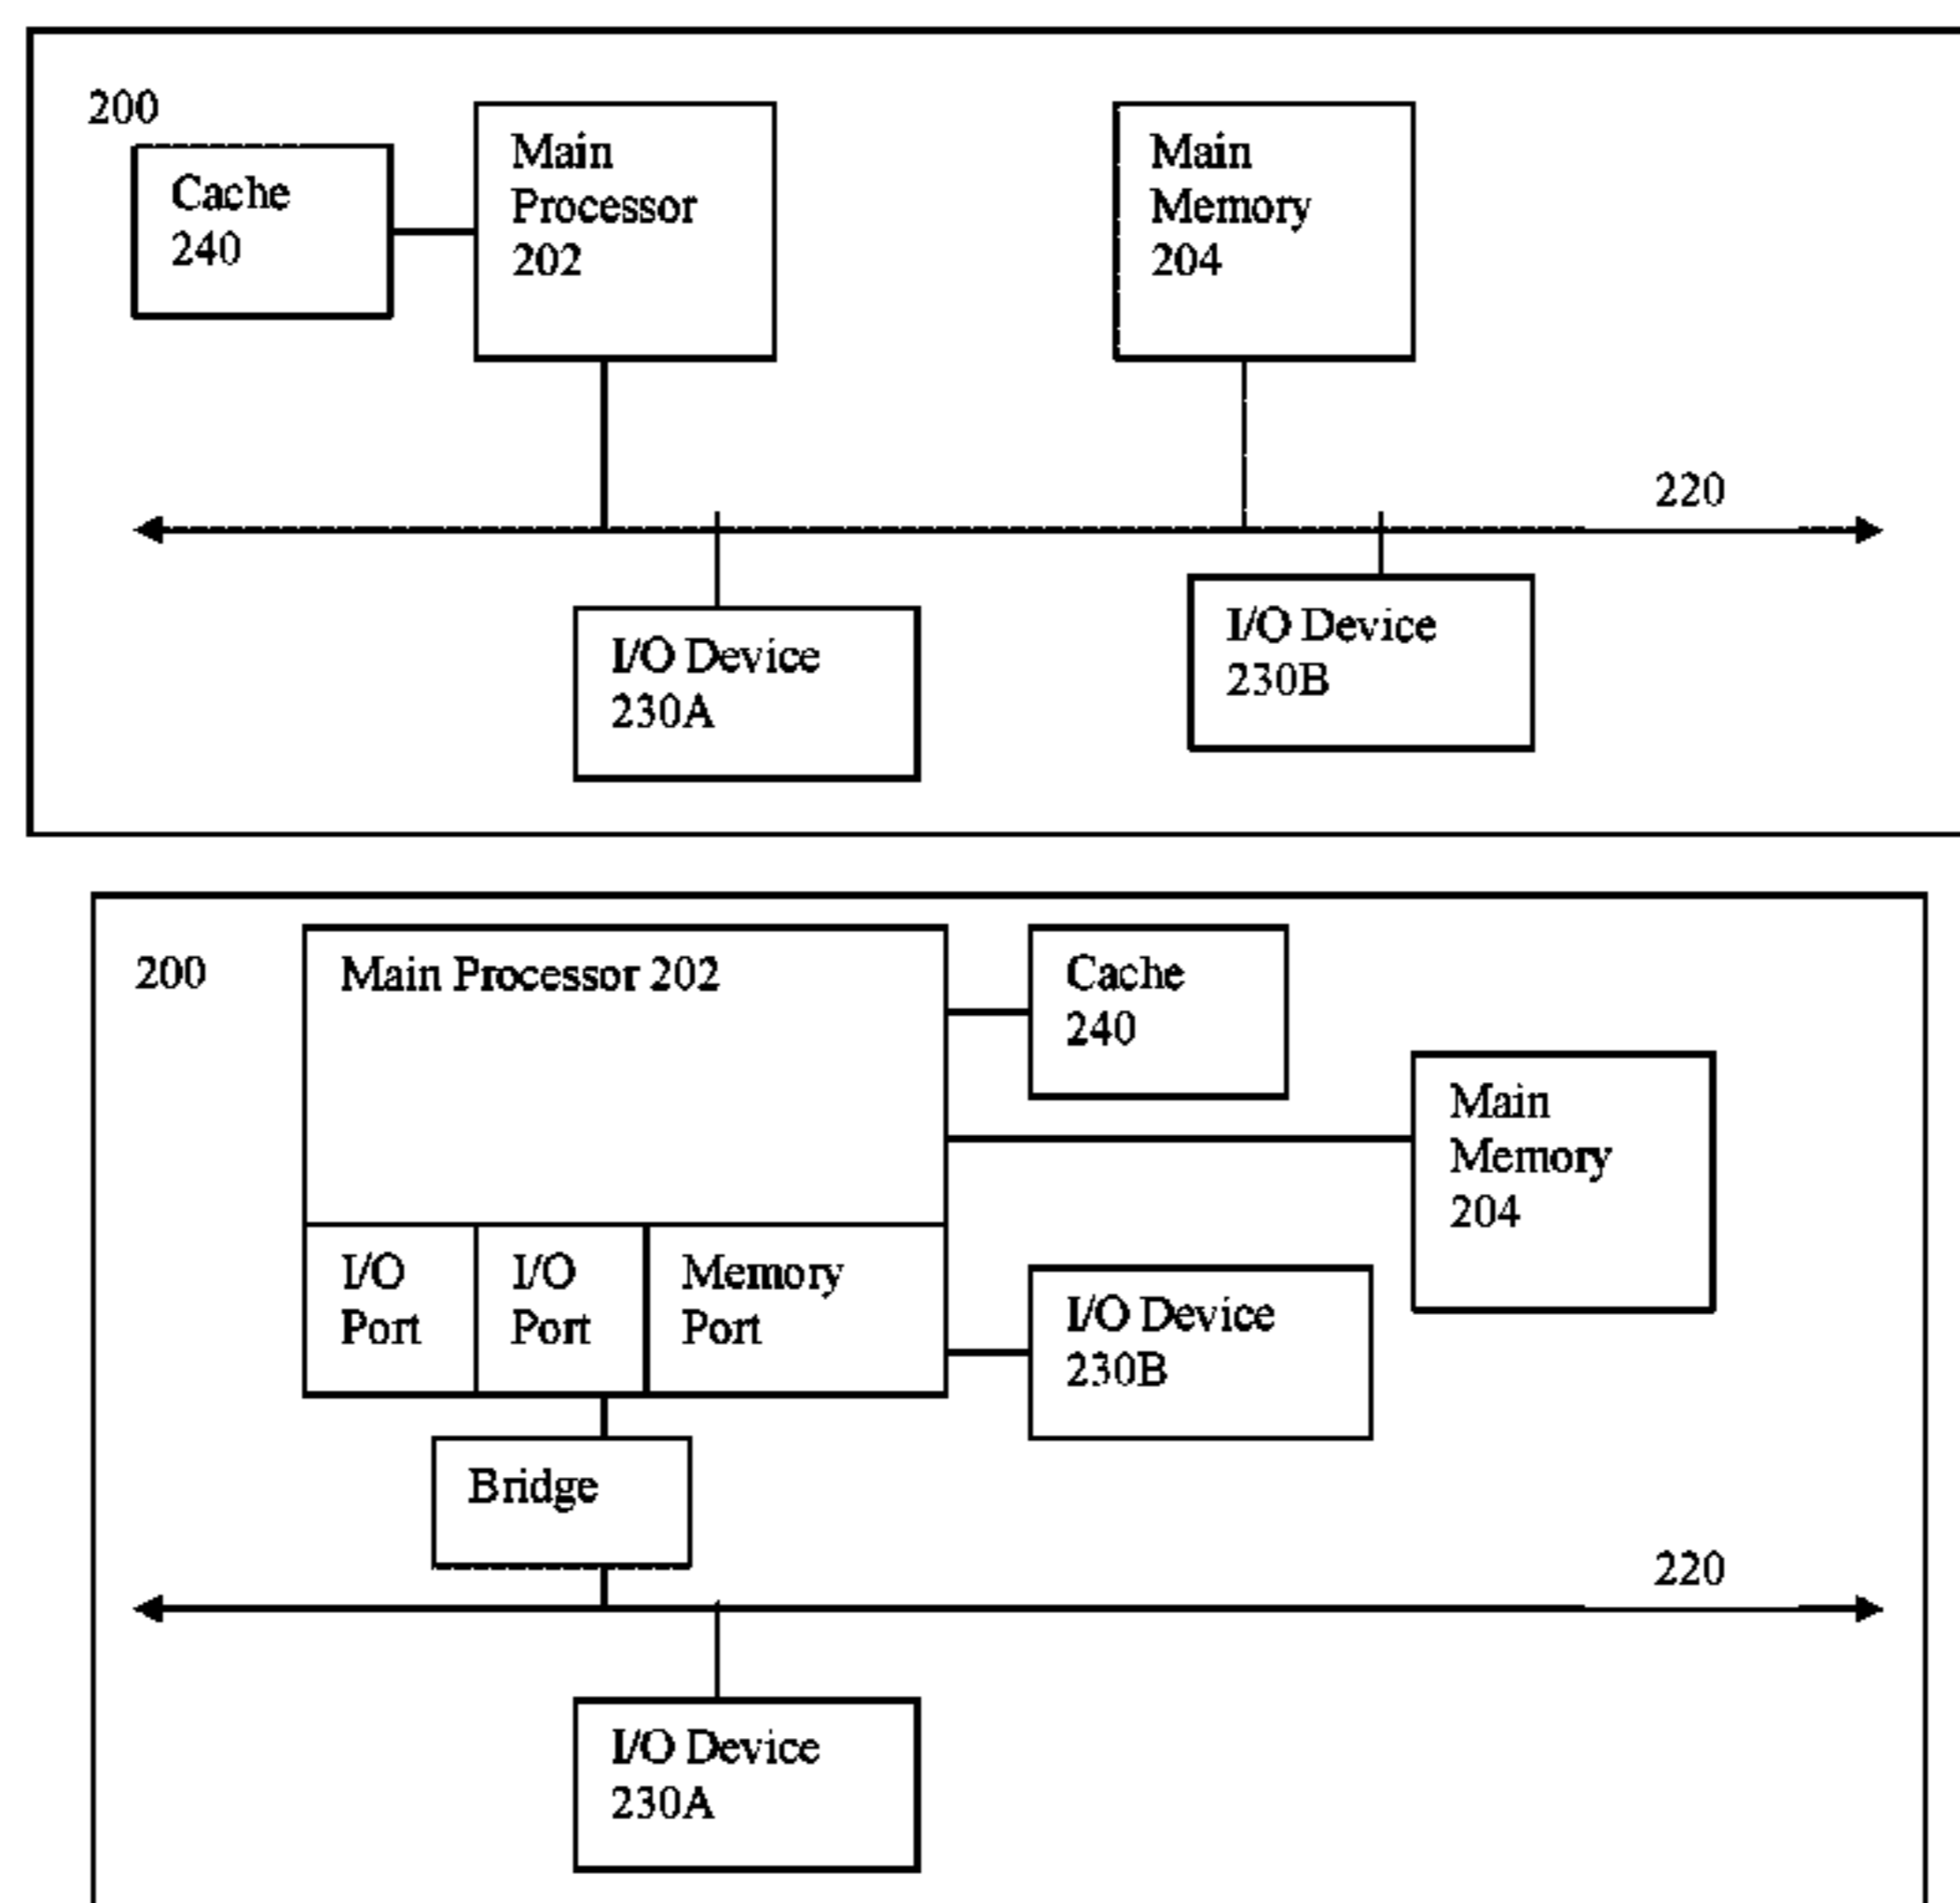 200
Cache
240
Main
Processor
202
Main
Memory
204
220
I/O Device
230A
I/O Device
230B
200
Main Processor 202
Cache
240
Main
Memory
204
I/O
Port
I/O
Port
Memory
Port
I/O Device
230B
Bridge
220
I/O Device
230A